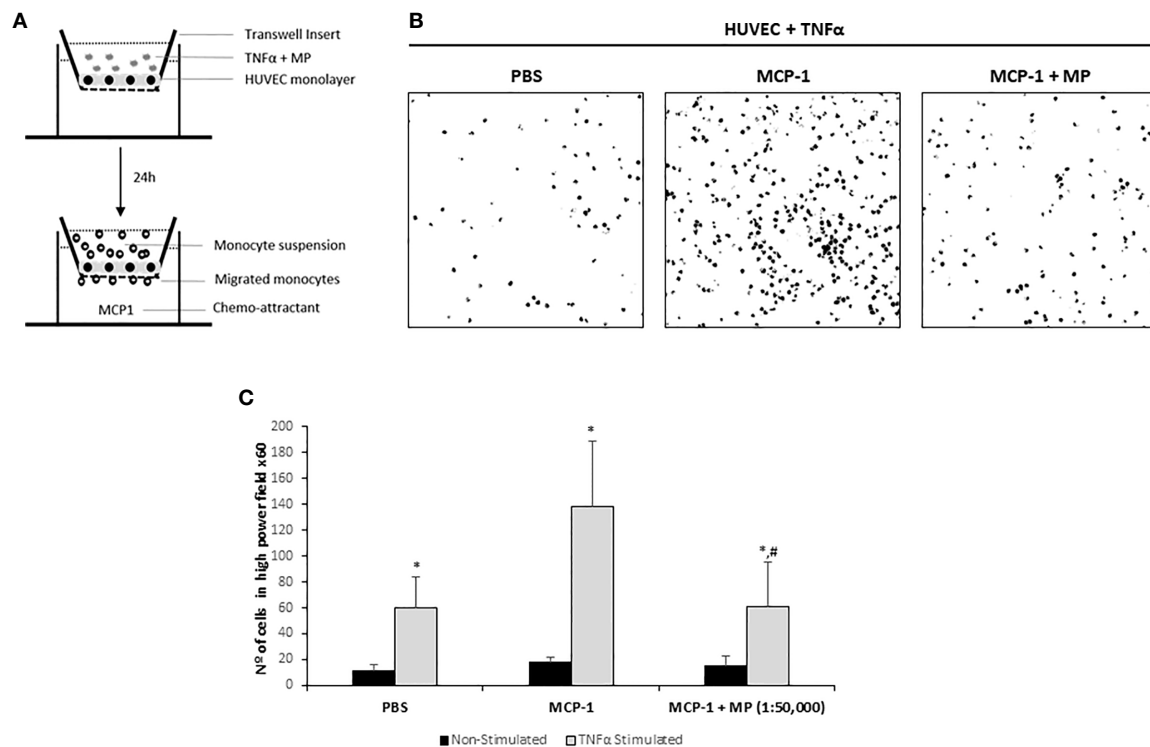 A
Transwell Insert
TNFα + MP
HUVEC monolayer
24h
Monocyte suspension
Migrated monocytes
MCP1
Chemo-attractant
B
HUVEC + TNFα
PBS
MCP-1
MCP-1 + MP
C
Nº of cells in high power field x60
200
180
160
140
120
100
80
60
40
20
0
*
*
*,#
PBS
MCP-1
MCP-1 + MP (1:50,000)
Non-Stimulated
TNFα Stimulated